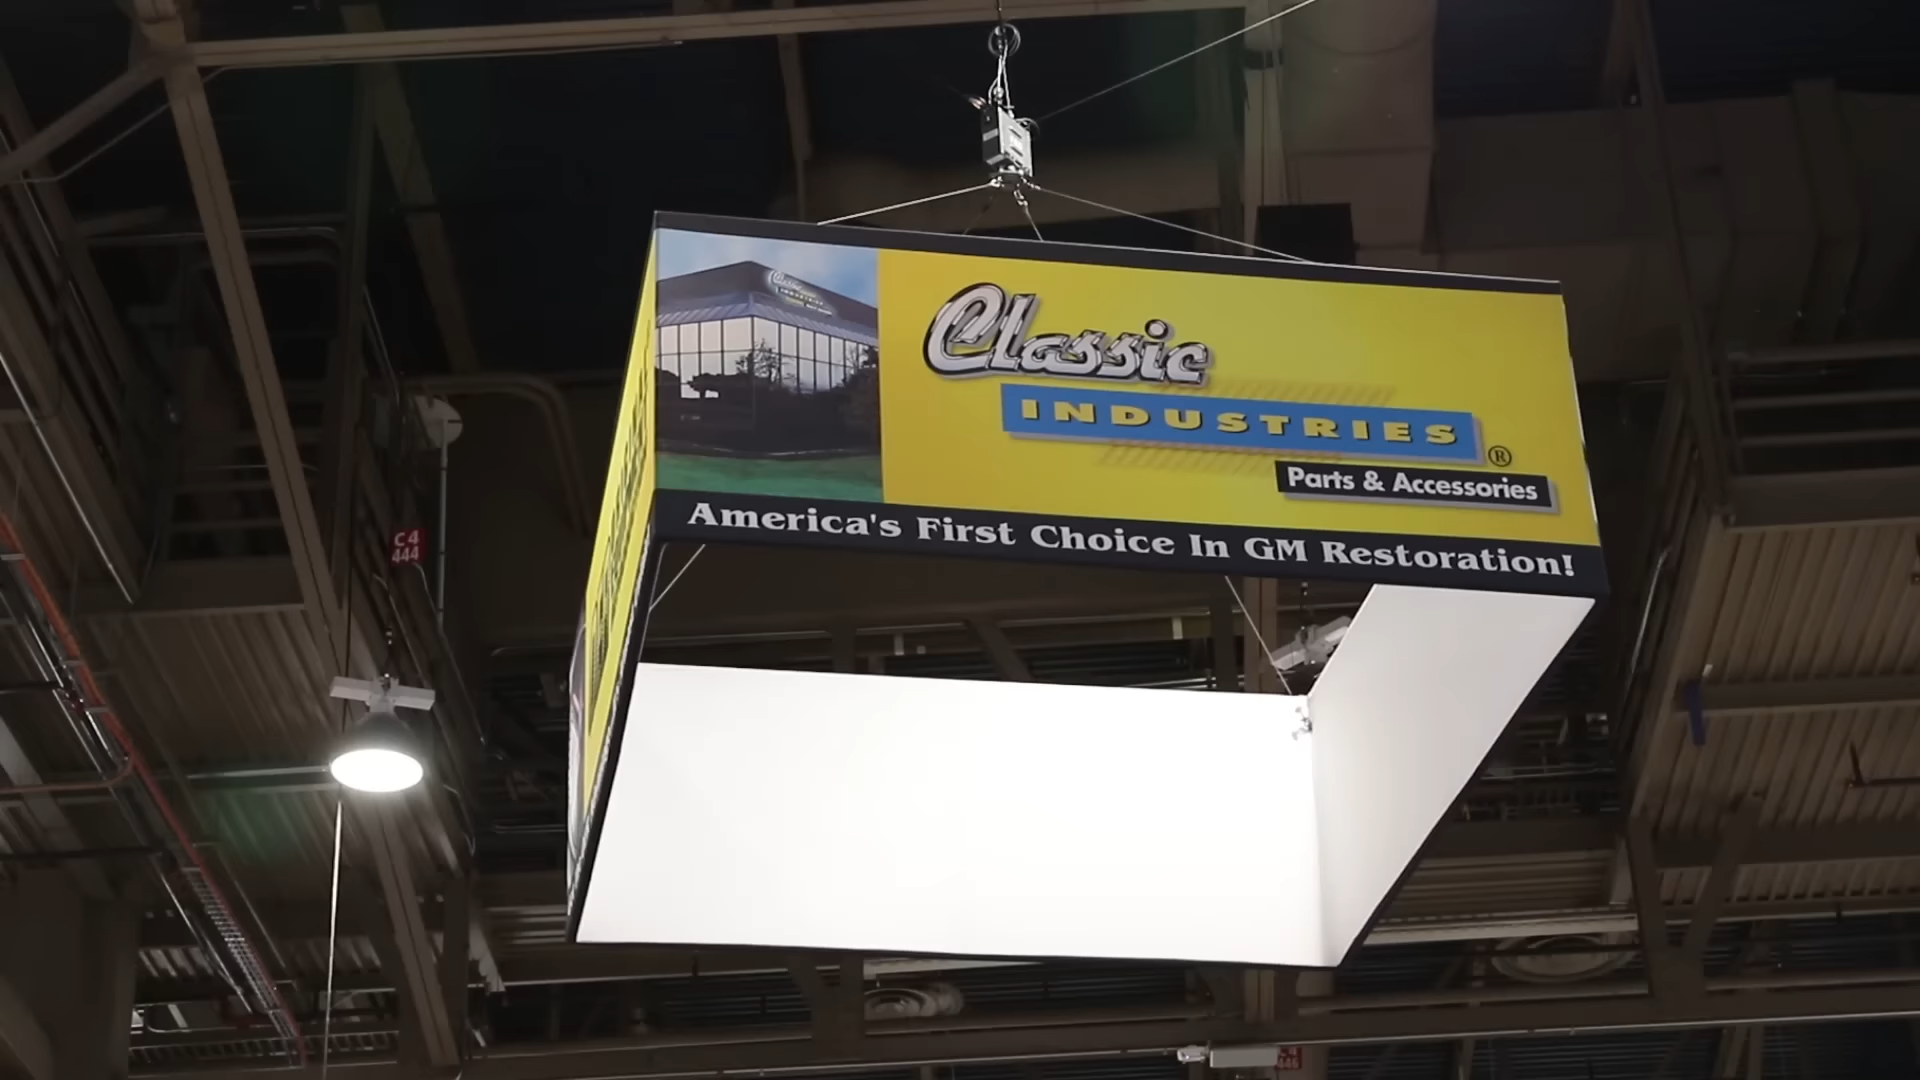 Classic
INDUSTRIES
®
Parts & Accessories
America's First Choice In GM Restoration!
C4
444